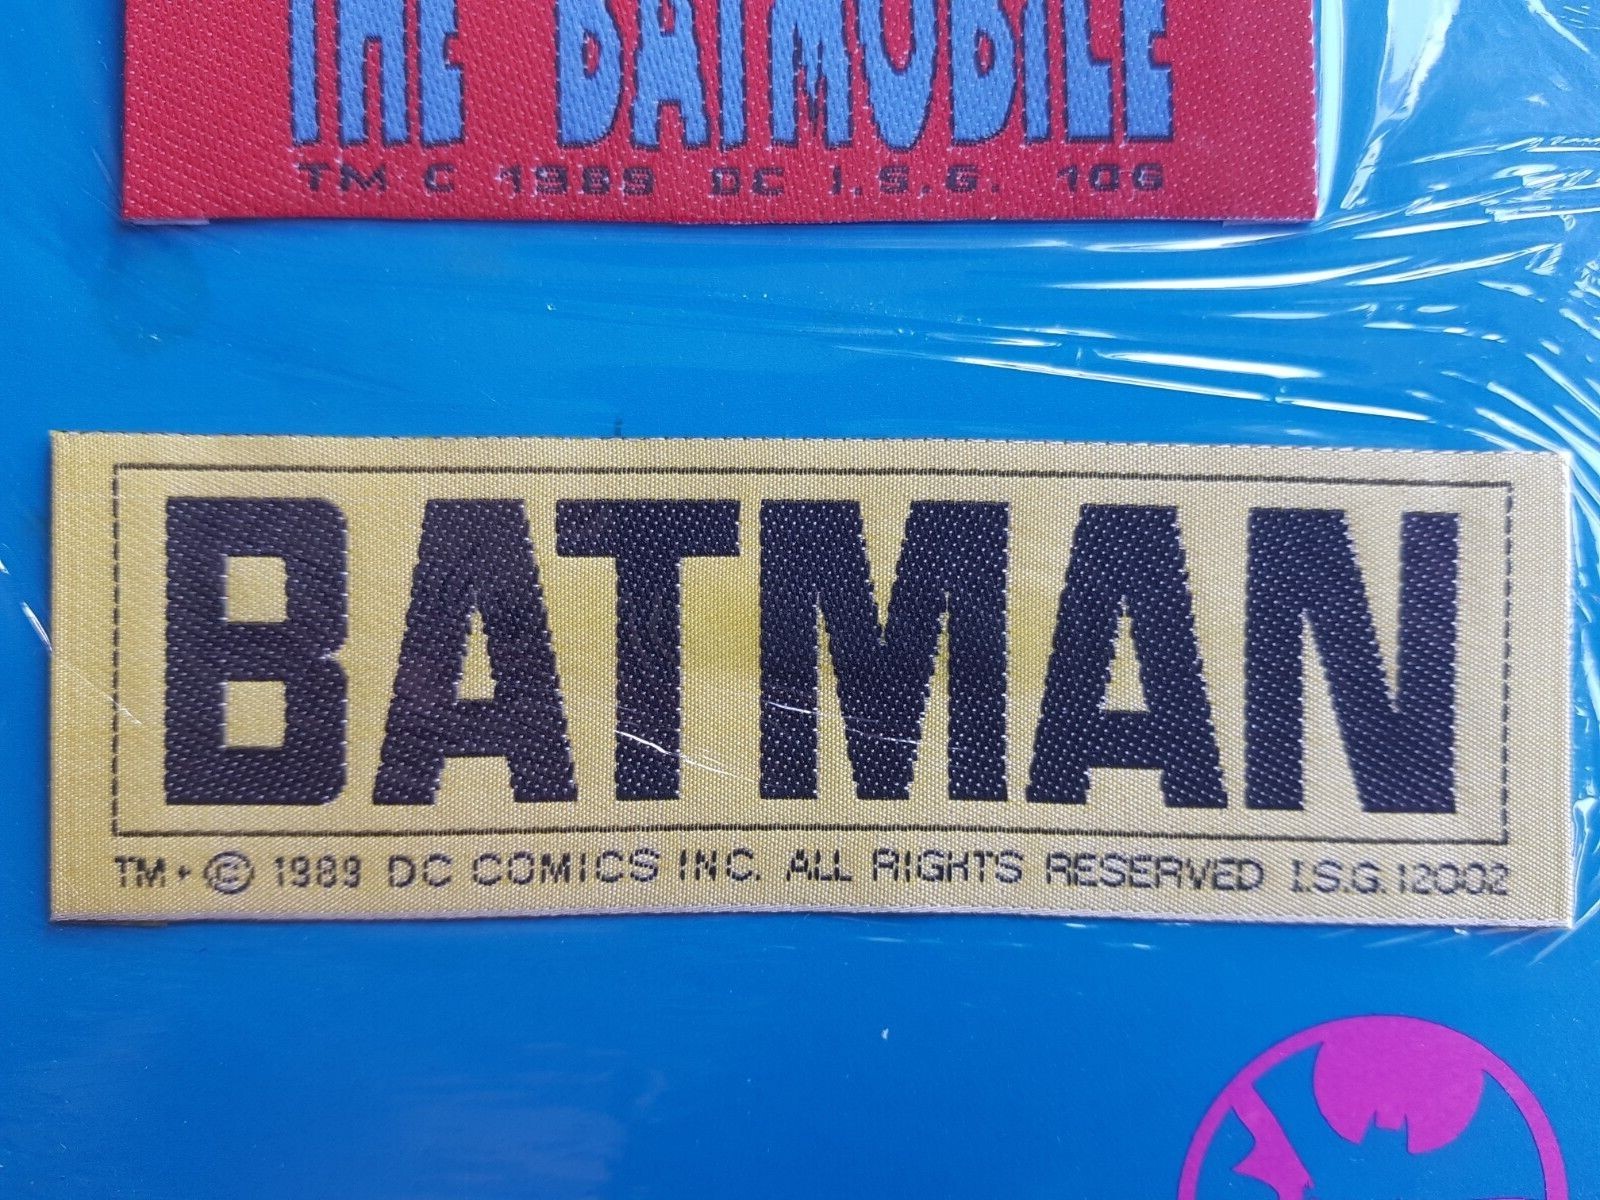 THE BATMOBILE
TM C 1989 DC I.S.G. 106
BATMAN
TM • © 1989 DC COMICS INC. ALL RIGHTS RESERVED I.S.G. 12002